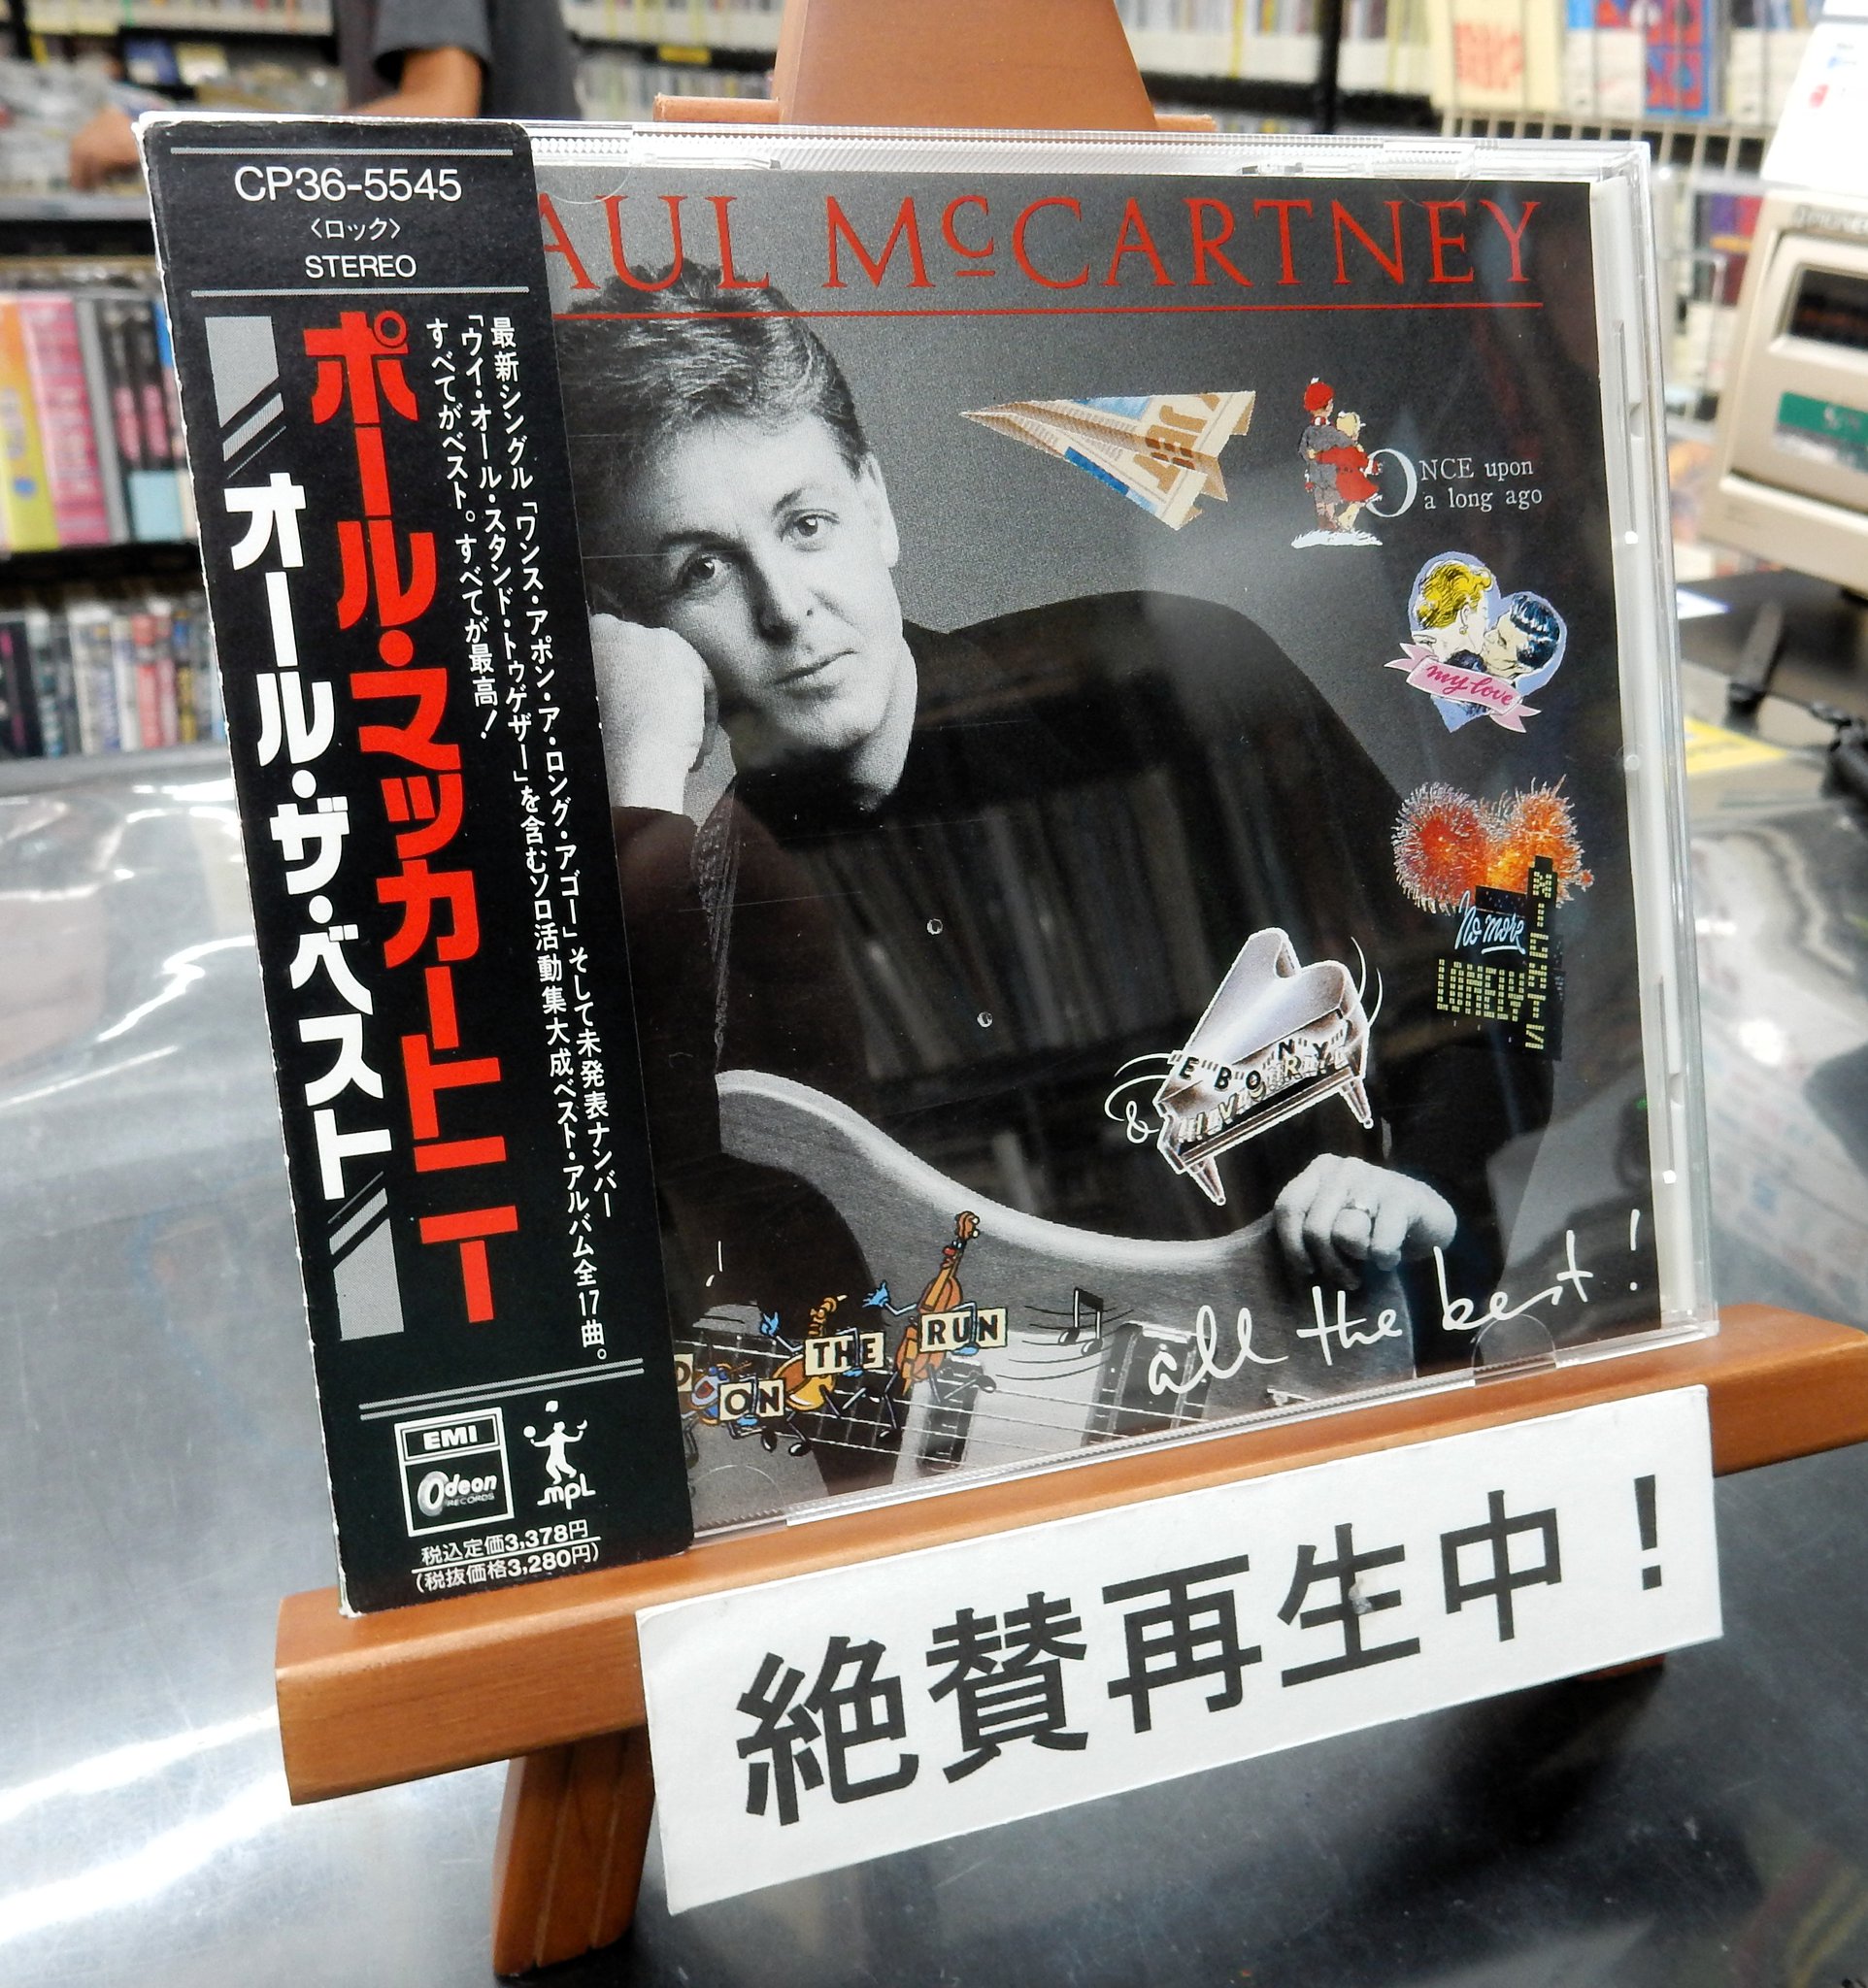 CP36-5545
〈ロック〉
STEREO
最新シングル「ワンス・アポン・ア・ロング・アゴー」そして未発表ナンバー
「ウイ・オール・スタンド・トゥゲザー」を含むソロ活動集大成ベスト・アルバム全17曲。
すべてがベスト。すべてが最高!
ポール・マッカートニー
オール・ザ・ベスト
EMI
Odeon
RECORDS
mpL
税込定価3,378円
(税抜価格3,280円)
AUL McCARTNEY
JET
ONCE upon
a long ago
my love
No more
LONELY
NIGHTS
EBONY
& IVORY
D ON THE RUN
all the best!
絶賛再生中!